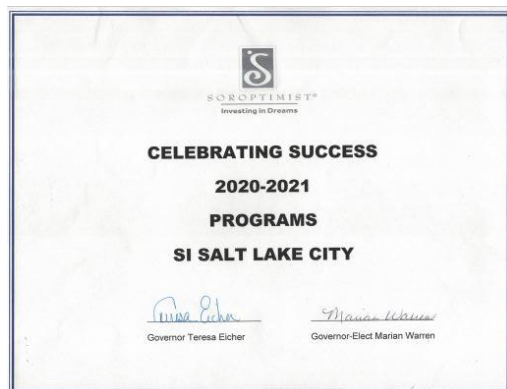 S
SOROPTIMIST®
Investing in Dreams
CELEBRATING SUCCESS
2020-2021
PROGRAMS
SI SALT LAKE CITY
Teresa Eicher
Marian Warren
Governor Teresa Eicher
Governor-Elect Marian Warren